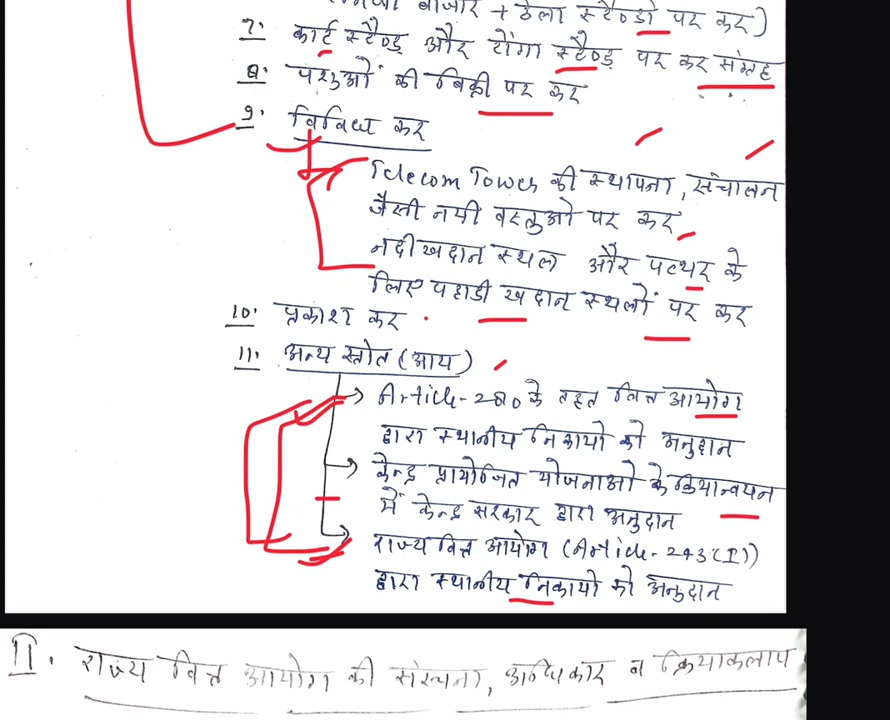 बाजार + ठेला स्टैण्डो पर कर)
7. कार्ट स्टैण्ड और टोंगा स्टैण्ड पर कर संग्रह
8. पशुओं की बिक्री पर कर
9. विविध कर
Telecom Tower की स्थापना, संचालन
जैसी नयी वस्तुओ पर कर
नदी खदान स्थल और पत्थर के
लिए पहाडी खदान स्थलों पर कर
10. प्रकाश कर
11. अन्य स्त्रोत (आय)
→ Article-280 के तहत वित्त आयोग
द्वारा स्थानीय निकायो को अनुदान
→ केन्द्र प्रायोजित योजनाओ के क्रियान्वयन
में केन्द्र सरकार द्वारा अनुदान
→ राज्य वित्त आयोग (Article-243(I))
द्वारा स्थानीय निकायो को अनुदान
II. राज्य वित्त आयोग की संरचना, अधिकार व क्रियाकलाप